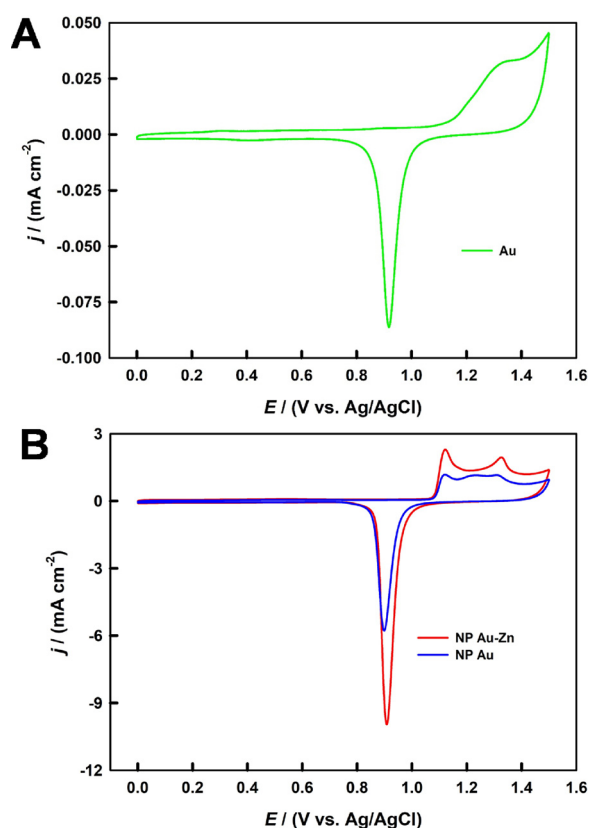 A
0.050
0.025
0.000
-0.025
-0.050
-0.075
-0.100
j / (mA cm⁻²)
Au
0.0 0.2 0.4 0.6 0.8 1.0 1.2 1.4 1.6
E / (V vs. Ag/AgCl)
B
3
0
-3
-6
-9
-12
j / (mA cm⁻²)
NP Au-Zn
NP Au
0.0 0.2 0.4 0.6 0.8 1.0 1.2 1.4 1.6
E / (V vs. Ag/AgCl)